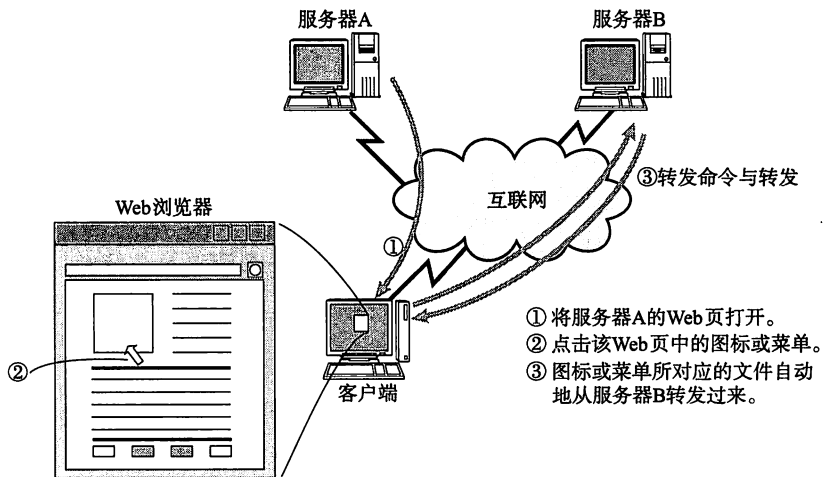 服务器A
服务器B
③转发命令与转发
互联网
Web浏览器
①
②
客户端
① 将服务器A的Web页打开。
② 点击该Web页中的图标或菜单。
③ 图标或菜单所对应的文件自动
地从服务器B转发过来。